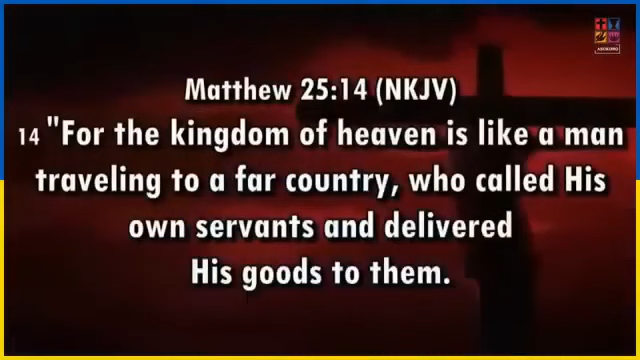 ASOKORO
Matthew 25:14 (NKJV)
14 "For the kingdom of heaven is like a man
traveling to a far country, who called His
own servants and delivered
His goods to them.